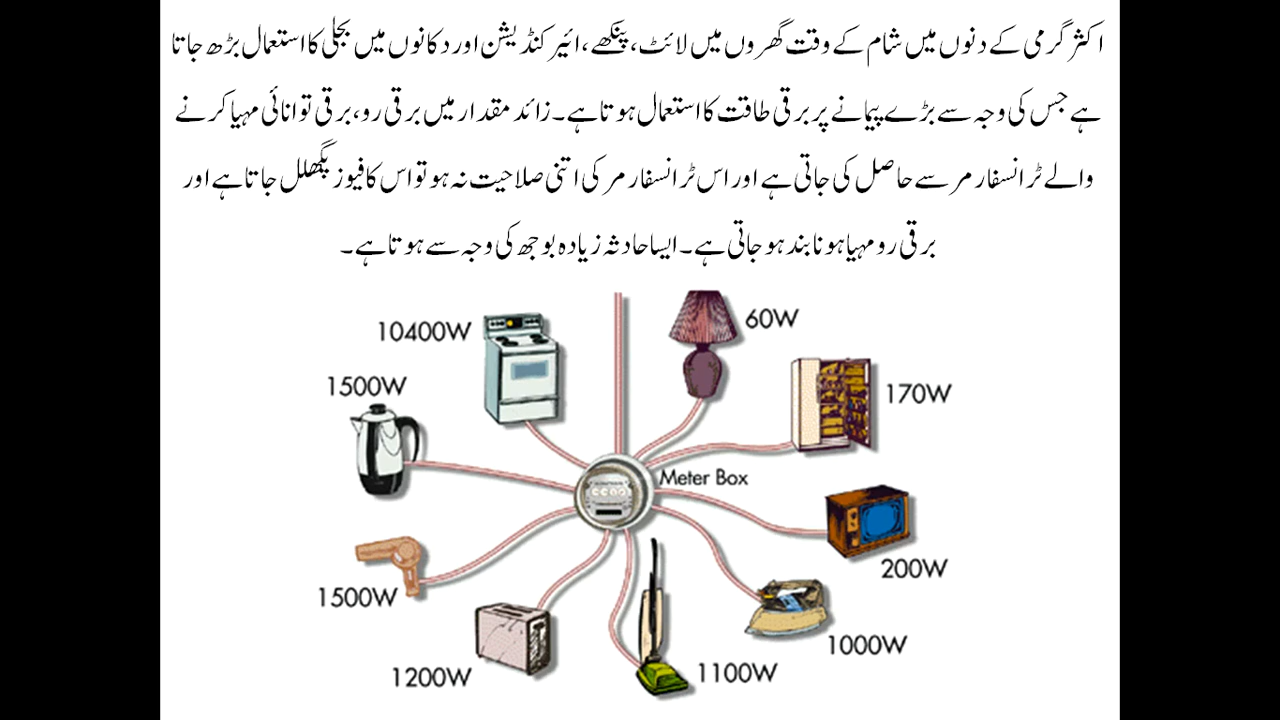 اکثر گرمی کے دنوں میں شام کے وقت گھروں میں لائٹ، پنکھے، ائیر کنڈیشن اور دکانوں میں بجلی کا استعمال بڑھ جاتا
ہے جس کی وجہ سے بڑے پیمانے پر برقی طاقت کا استعمال ہوتا ہے۔ زائد مقدار میں برقی رو، برقی توانائی مہیا کرنے
والے ٹرانسفارمر سے حاصل کی جاتی ہے اور اس ٹرانسفارمر کی اتنی صلاحیت نہ ہو تو اس کا فیوز پگھلل جاتا ہے اور
برقی رو مہیا ہونا بند ہو جاتی ہے۔ ایسا حادثہ زیادہ بوجھ کی وجہ سے ہوتا ہے۔
10400W
60W
1500W
170W
Meter Box
200W
1500W
1000W
1200W
1100W